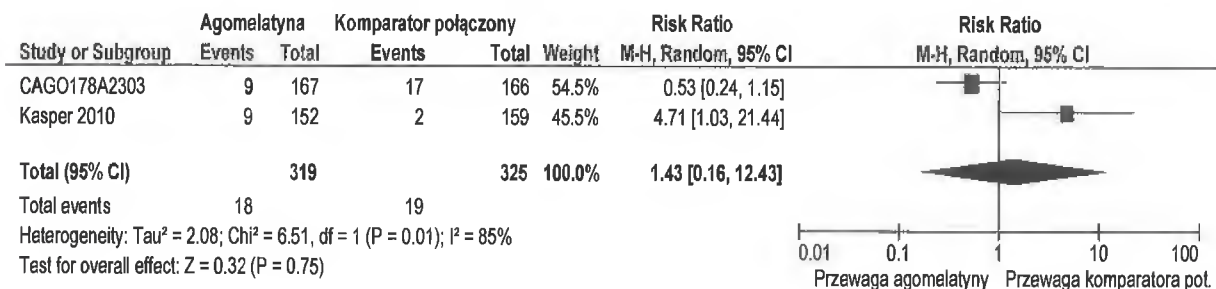 Agomelatyna Komparator połączony Risk Ratio Risk Ratio
Study or Subgroup Events Total Events Total Weight M-H, Random, 95% CI M-H, Random, 95% CI
CAGO178A2303 9 167 17 166 54.5% 0.53 [0.24, 1.15]
Kasper 2010 9 152 2 159 45.5% 4.71 [1.03, 21.44]
Total (95% CI) 319 325 100.0% 1.43 [0.16, 12.43]
Total events 18 19
Heterogeneity: Tau² = 2.08; Chi² = 6.51, df = 1 (P = 0.01); I² = 85%
Test for overall effect: Z = 0.32 (P = 0.75)
0.01 0.1 1 10 100
Przewaga agomelatyny Przewaga komparatora pot.